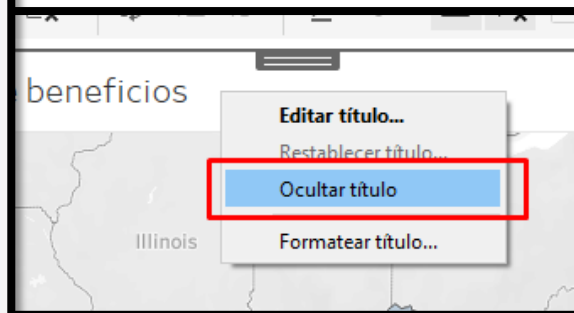 beneficios
Editar título...
Restablecer título...
Ocultar título
Illinois
Formatear título...